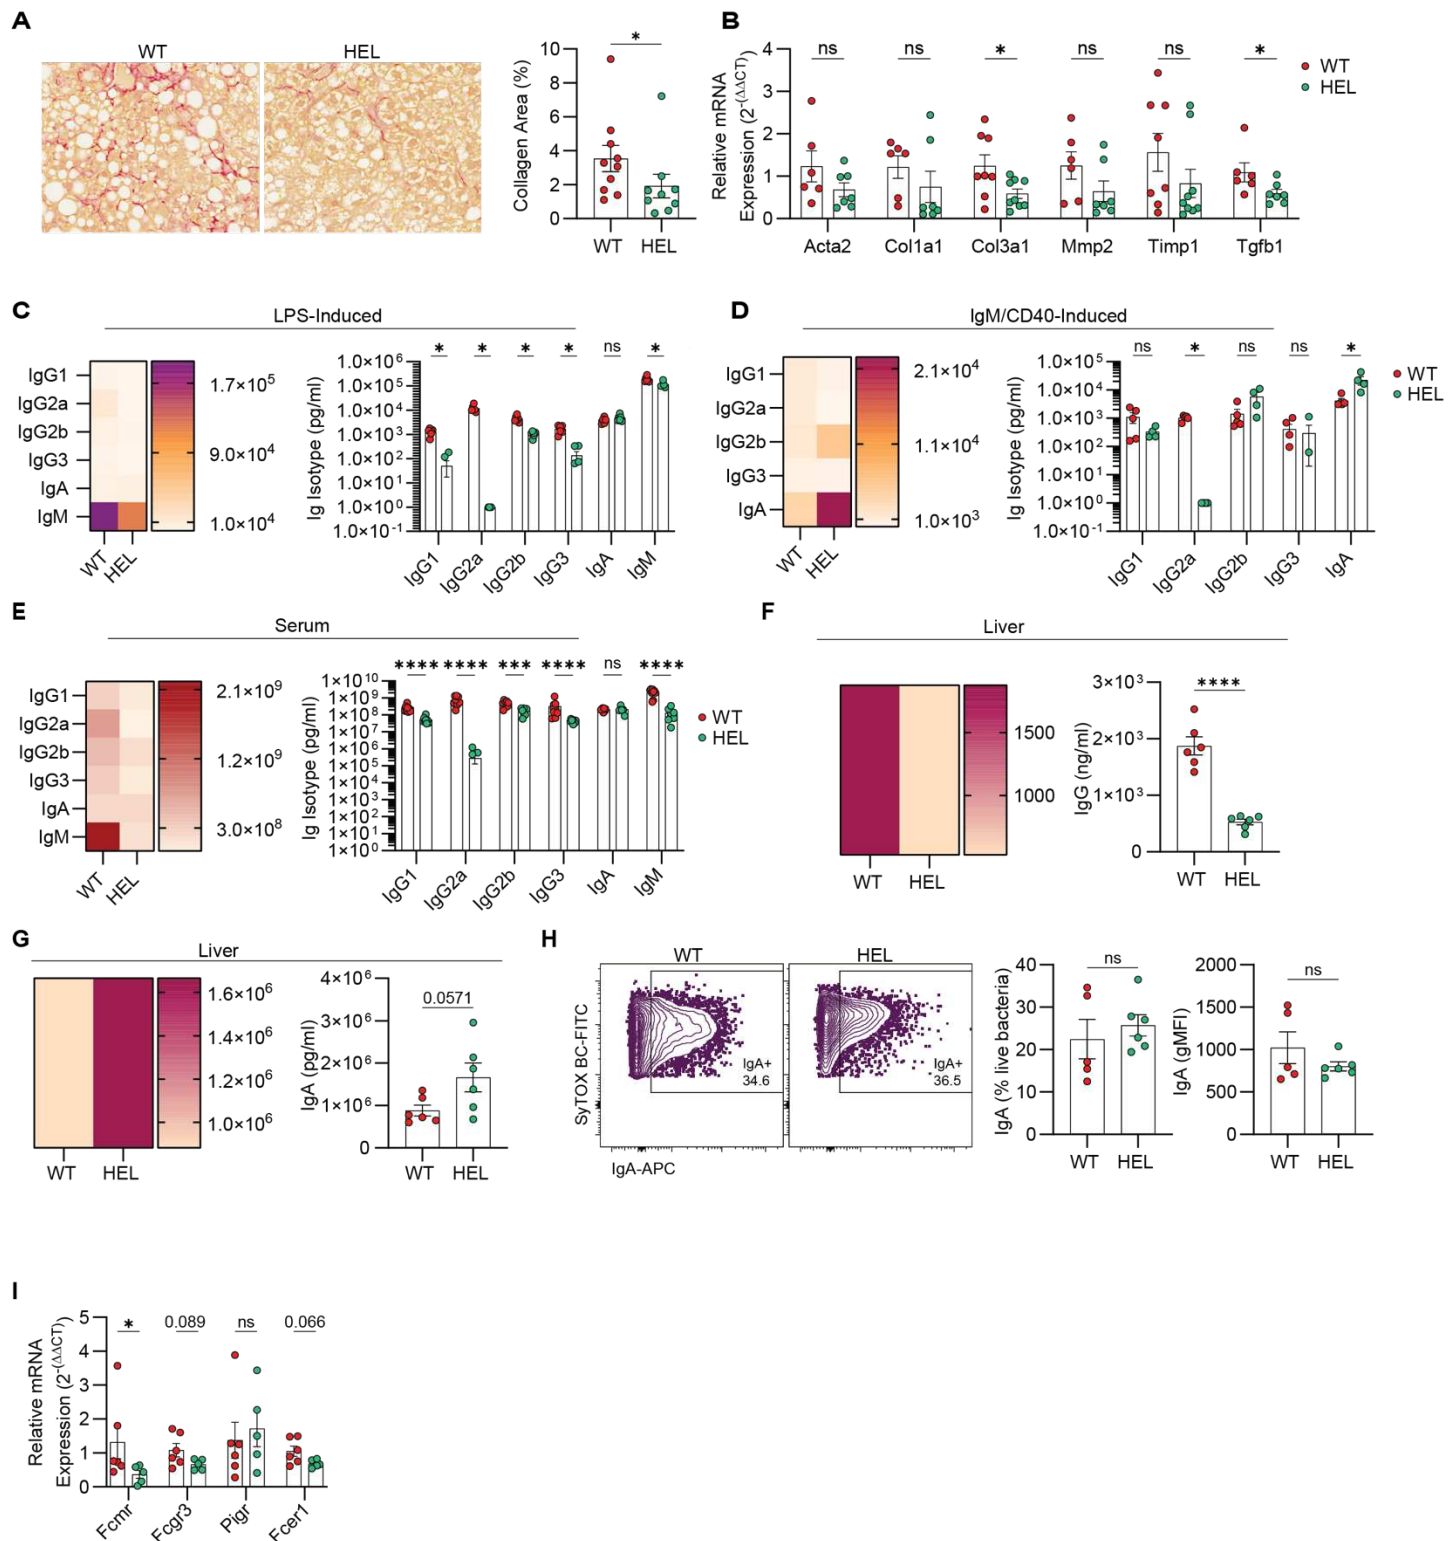 A
WT
HEL
Collagen Area (%)
10
8
6
4
2
0
*
WT
HEL
B
Relative mRNA
Expression (2^-(ΔΔCT))
4
3
2
1
0
ns
ns
*
ns
ns
*
WT
HEL
Acta2
Col1a1
Col3a1
Mmp2
Timp1
Tgfb1
C
LPS-Induced
IgG1
IgG2a
IgG2b
IgG3
IgA
IgM
WT
HEL
1.7×10^5
9.0×10^4
1.0×10^4
Ig Isotype (pg/ml)
1.0×10^6
1.0×10^5
1.0×10^4
1.0×10^3
1.0×10^2
1.0×10^1
1.0×10^0
1.0×10^-1
*
*
*
*
ns
*
IgG1
IgG2a
IgG2b
IgG3
IgA
IgM
D
IgM/CD40-Induced
IgG1
IgG2a
IgG2b
IgG3
IgA
WT
HEL
2.1×10^4
1.1×10^4
1.0×10^3
Ig Isotype (pg/ml)
1.0×10^5
1.0×10^4
1.0×10^3
1.0×10^2
1.0×10^1
1.0×10^0
1.0×10^-1
ns
*
ns
ns
*
WT
HEL
IgG1
IgG2a
IgG2b
IgG3
IgA
E
Serum
IgG1
IgG2a
IgG2b
IgG3
IgA
IgM
WT
HEL
2.1×10^9
1.2×10^9
3.0×10^8
Ig Isotype (pg/ml)
1×10^10
1×10^9
1×10^8
1×10^7
1×10^6
1×10^5
1×10^4
1×10^3
1×10^2
1×10^1
1×10^0
****
****
***
****
ns
****
WT
HEL
IgG1
IgG2a
IgG2b
IgG3
IgA
IgM
F
Liver
WT
HEL
1500
1000
IgG (ng/ml)
3×10^3
2×10^3
1×10^3
0
****
WT
HEL
G
Liver
WT
HEL
1.6×10^6
1.4×10^6
1.2×10^6
1.0×10^6
IgA (pg/ml)
4×10^6
3×10^6
2×10^6
1×10^6
0
0.0571
WT
HEL
H
WT
HEL
SyTOX BC-FITC
IgA+
34.6
IgA+
36.5
IgA-APC
IgA (% live bacteria)
40
30
20
10
0
ns
WT
HEL
IgA (gMFI)
2000
1500
1000
500
0
ns
WT
HEL
I
Relative mRNA
Expression (2^-(ΔΔCT))
5
4
3
2
1
0
*
0.089
ns
0.066
Fcmr
Fcgr3
Pigr
Fcer1